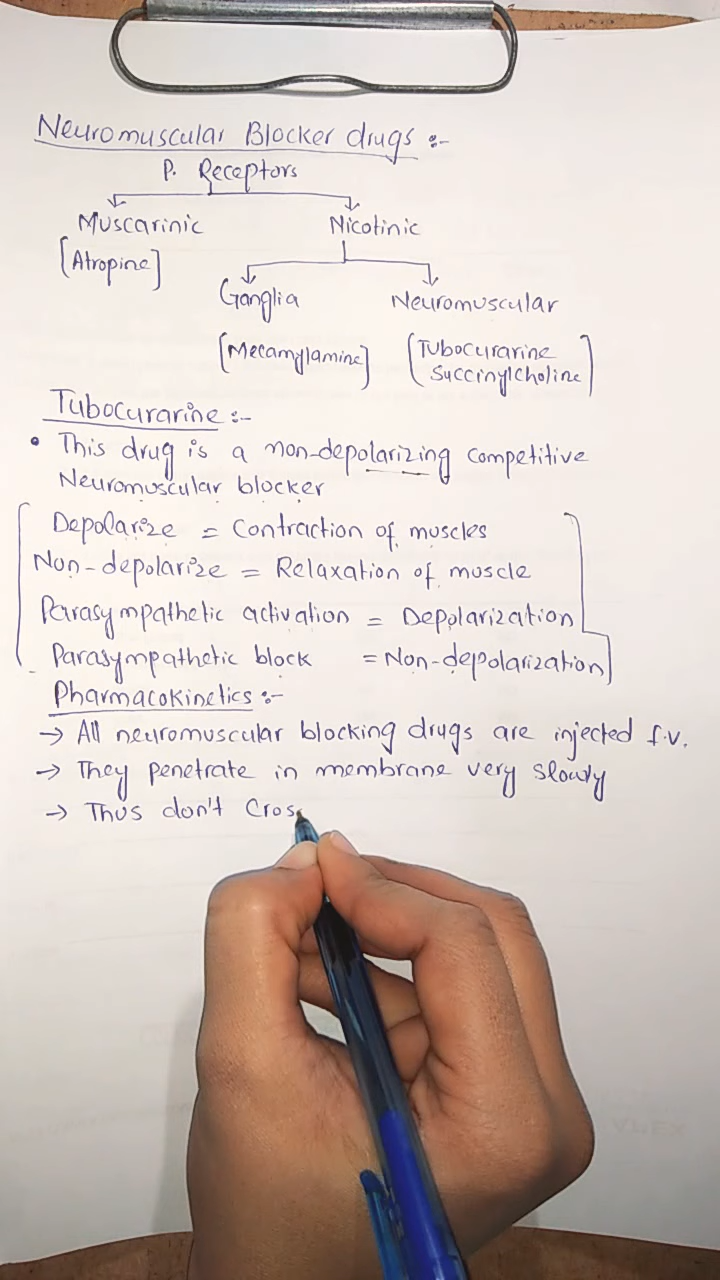 Neuromuscular Blocker drugs :-
P. Receptors
Muscarinic Nicotinic
[Atropine]
Ganglia Neuromuscular
[Mecamylamine] [Tubocurarine
Succinylcholine]
Tubocurarine :-
• This drug is a non-depolarizing competitive
Neuromuscular blocker
[Depolarize = Contraction of muscles
Non-depolarize = Relaxation of muscle
Parasympathetic activation = Depolarization
Parasympathetic block = Non-depolarization]
Pharmacokinetics :-
→ All neuromuscular blocking drugs are injected I.V.
→ They penetrate in membrane very slowly
→ Thus don't Cros